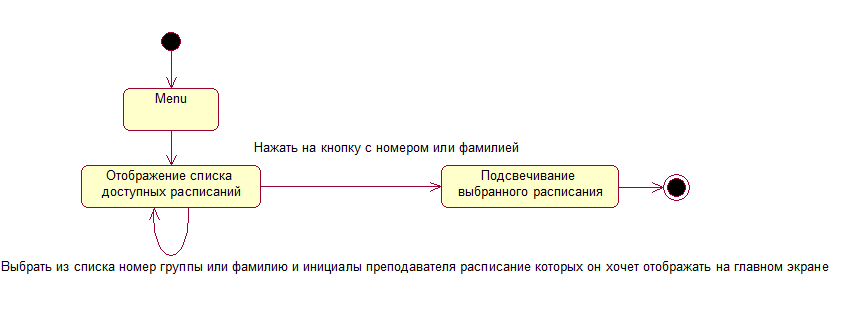 Menu
Нажать на кнопку с номером или фамилией
Отображение списка
доступных расписаний
Подсвечивание
выбранного расписания
Выбрать из списка номер группы или фамилию и инициалы преподавателя расписание которых он хочет отображать на главном экране